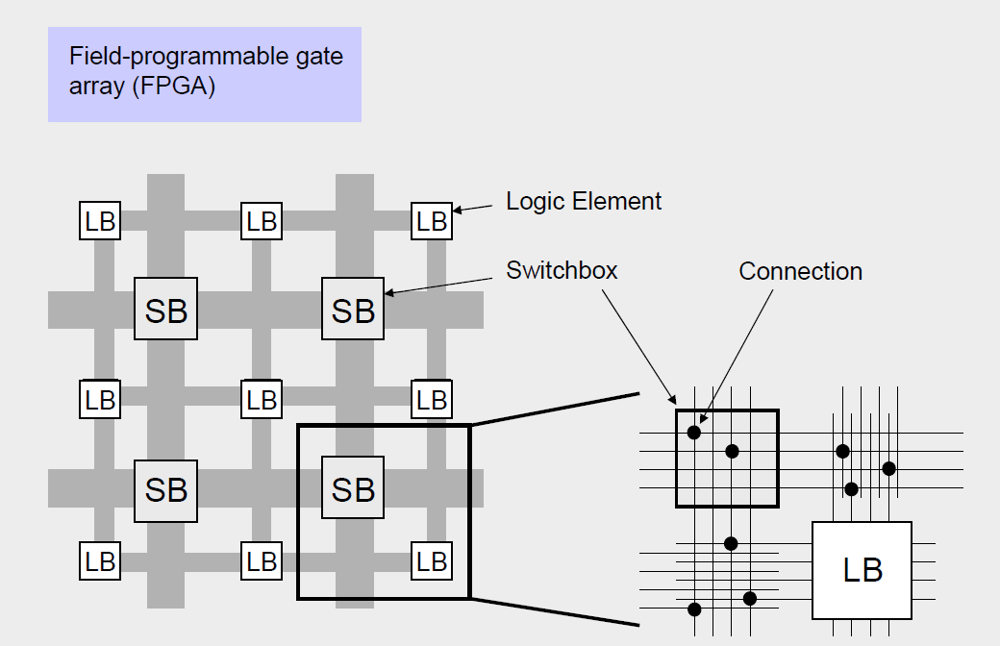 Field-programmable gate
array (FPGA)
LB LB LB
Logic Element
Switchbox
Connection
SB SB
LB LB LB
SB SB
LB LB LB
LB